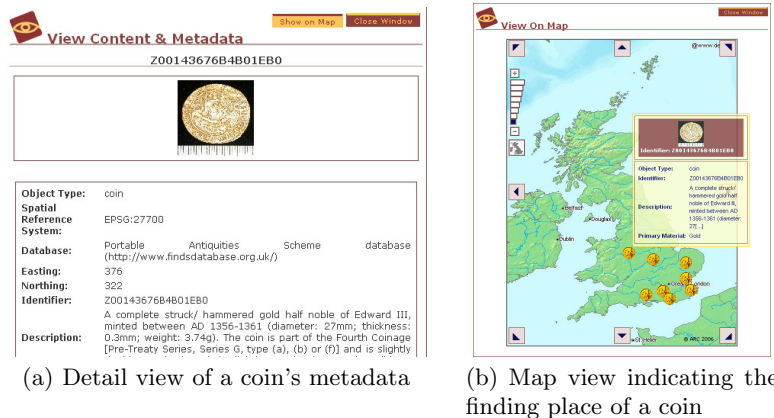 Show on Map
Close Window
View Content & Metadata
Z00143676B4B01EB0
Object Type: coin
Spatial
Reference
System: EPSG:27700
Database: Portable Antiquities Scheme database
(http://www.findsdatabase.org.uk/)
Easting: 376
Northing: 322
Identifier: Z00143676B4B01EB0
A complete struck/ hammered gold half noble of Edward III,
minted between AD 1356-1361 (diameter: 27mm; thickness:
Description: 0.3mm; weight: 3.74g). The coin is part of the Fourth Coinage
[Pre-Treaty Series, Series G, type (a), (b) or (f)] and is slightly
(a) Detail view of a coin's metadata
Close Window
View On Map
@www.de
Identifier: Z00143676B4B01EB0
Object Type: coin
Identifier: Z00143676B4B01EB0
A complete struck/
hammered gold half
noble of Edward III,
Description: minted between AD
1356-1361 (diameter:
27[...]
Primary Material: Gold
Belfast
Douglas
Dublin
London
St. Helier
© ARC 2006
(b) Map view indicating the
finding place of a coin